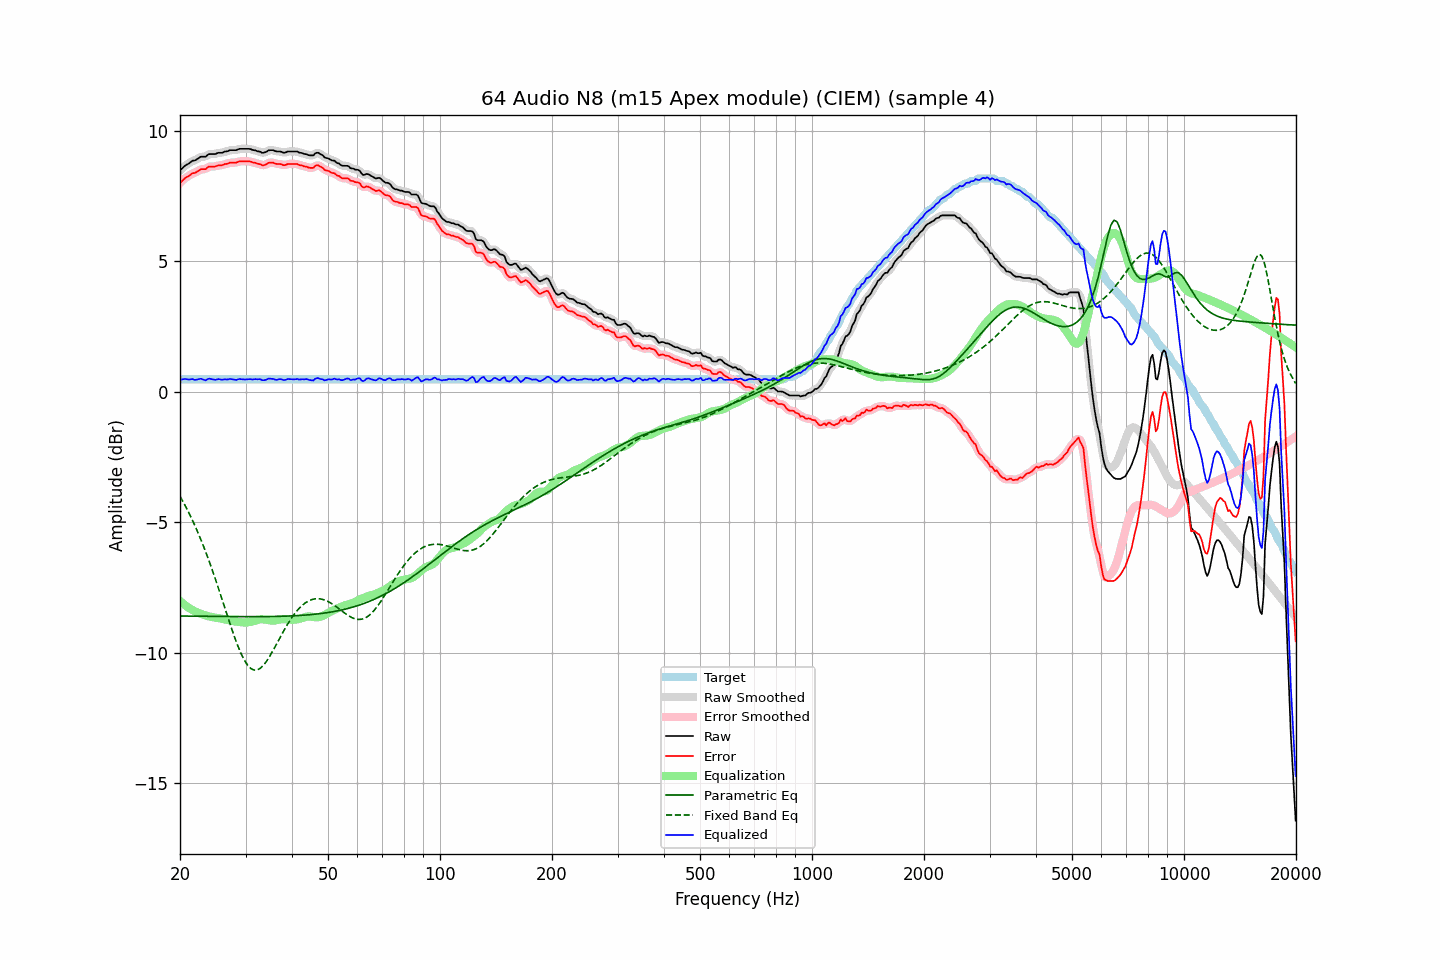 64 Audio N8 (m15 Apex module) (CIEM) (sample 4)
10
5
0
−5
−10
−15
Amplitude (dBr)
Target
Raw Smoothed
Error Smoothed
Raw
Error
Equalization
Parametric Eq
Fixed Band Eq
Equalized
20
50
100
200
500
1000
2000
5000
10000
20000
Frequency (Hz)